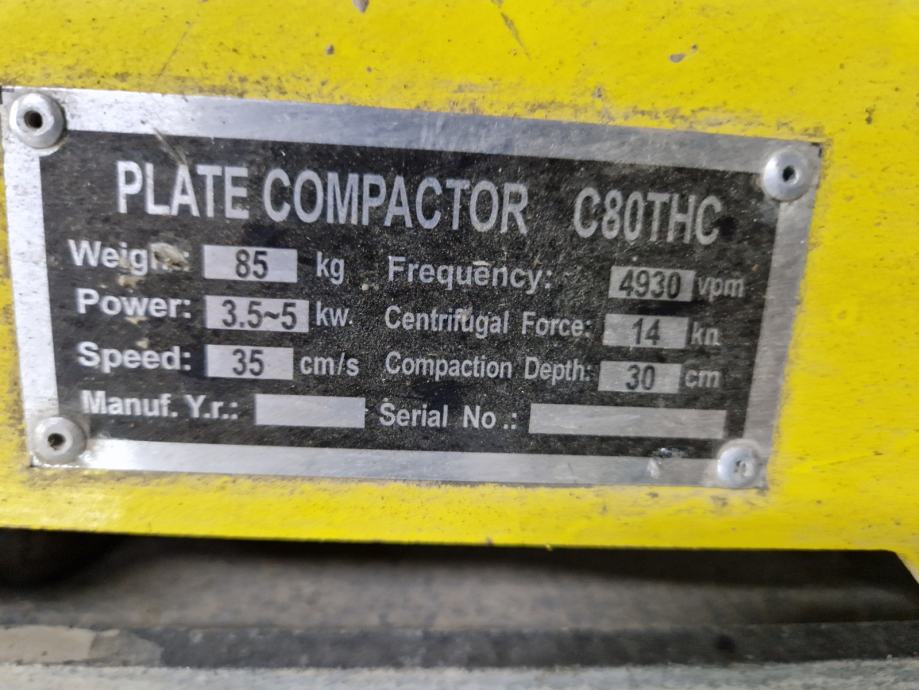 PLATE COMPACTOR C80THC
Weight: 85 kg Frequency: 4930 vpm
Power: 3.5~5 kw. Centrifugal Force: 14 kn
Speed: 35 cm/s Compaction Depth: 30 cm
Manuf. Y.r.: Serial No.: